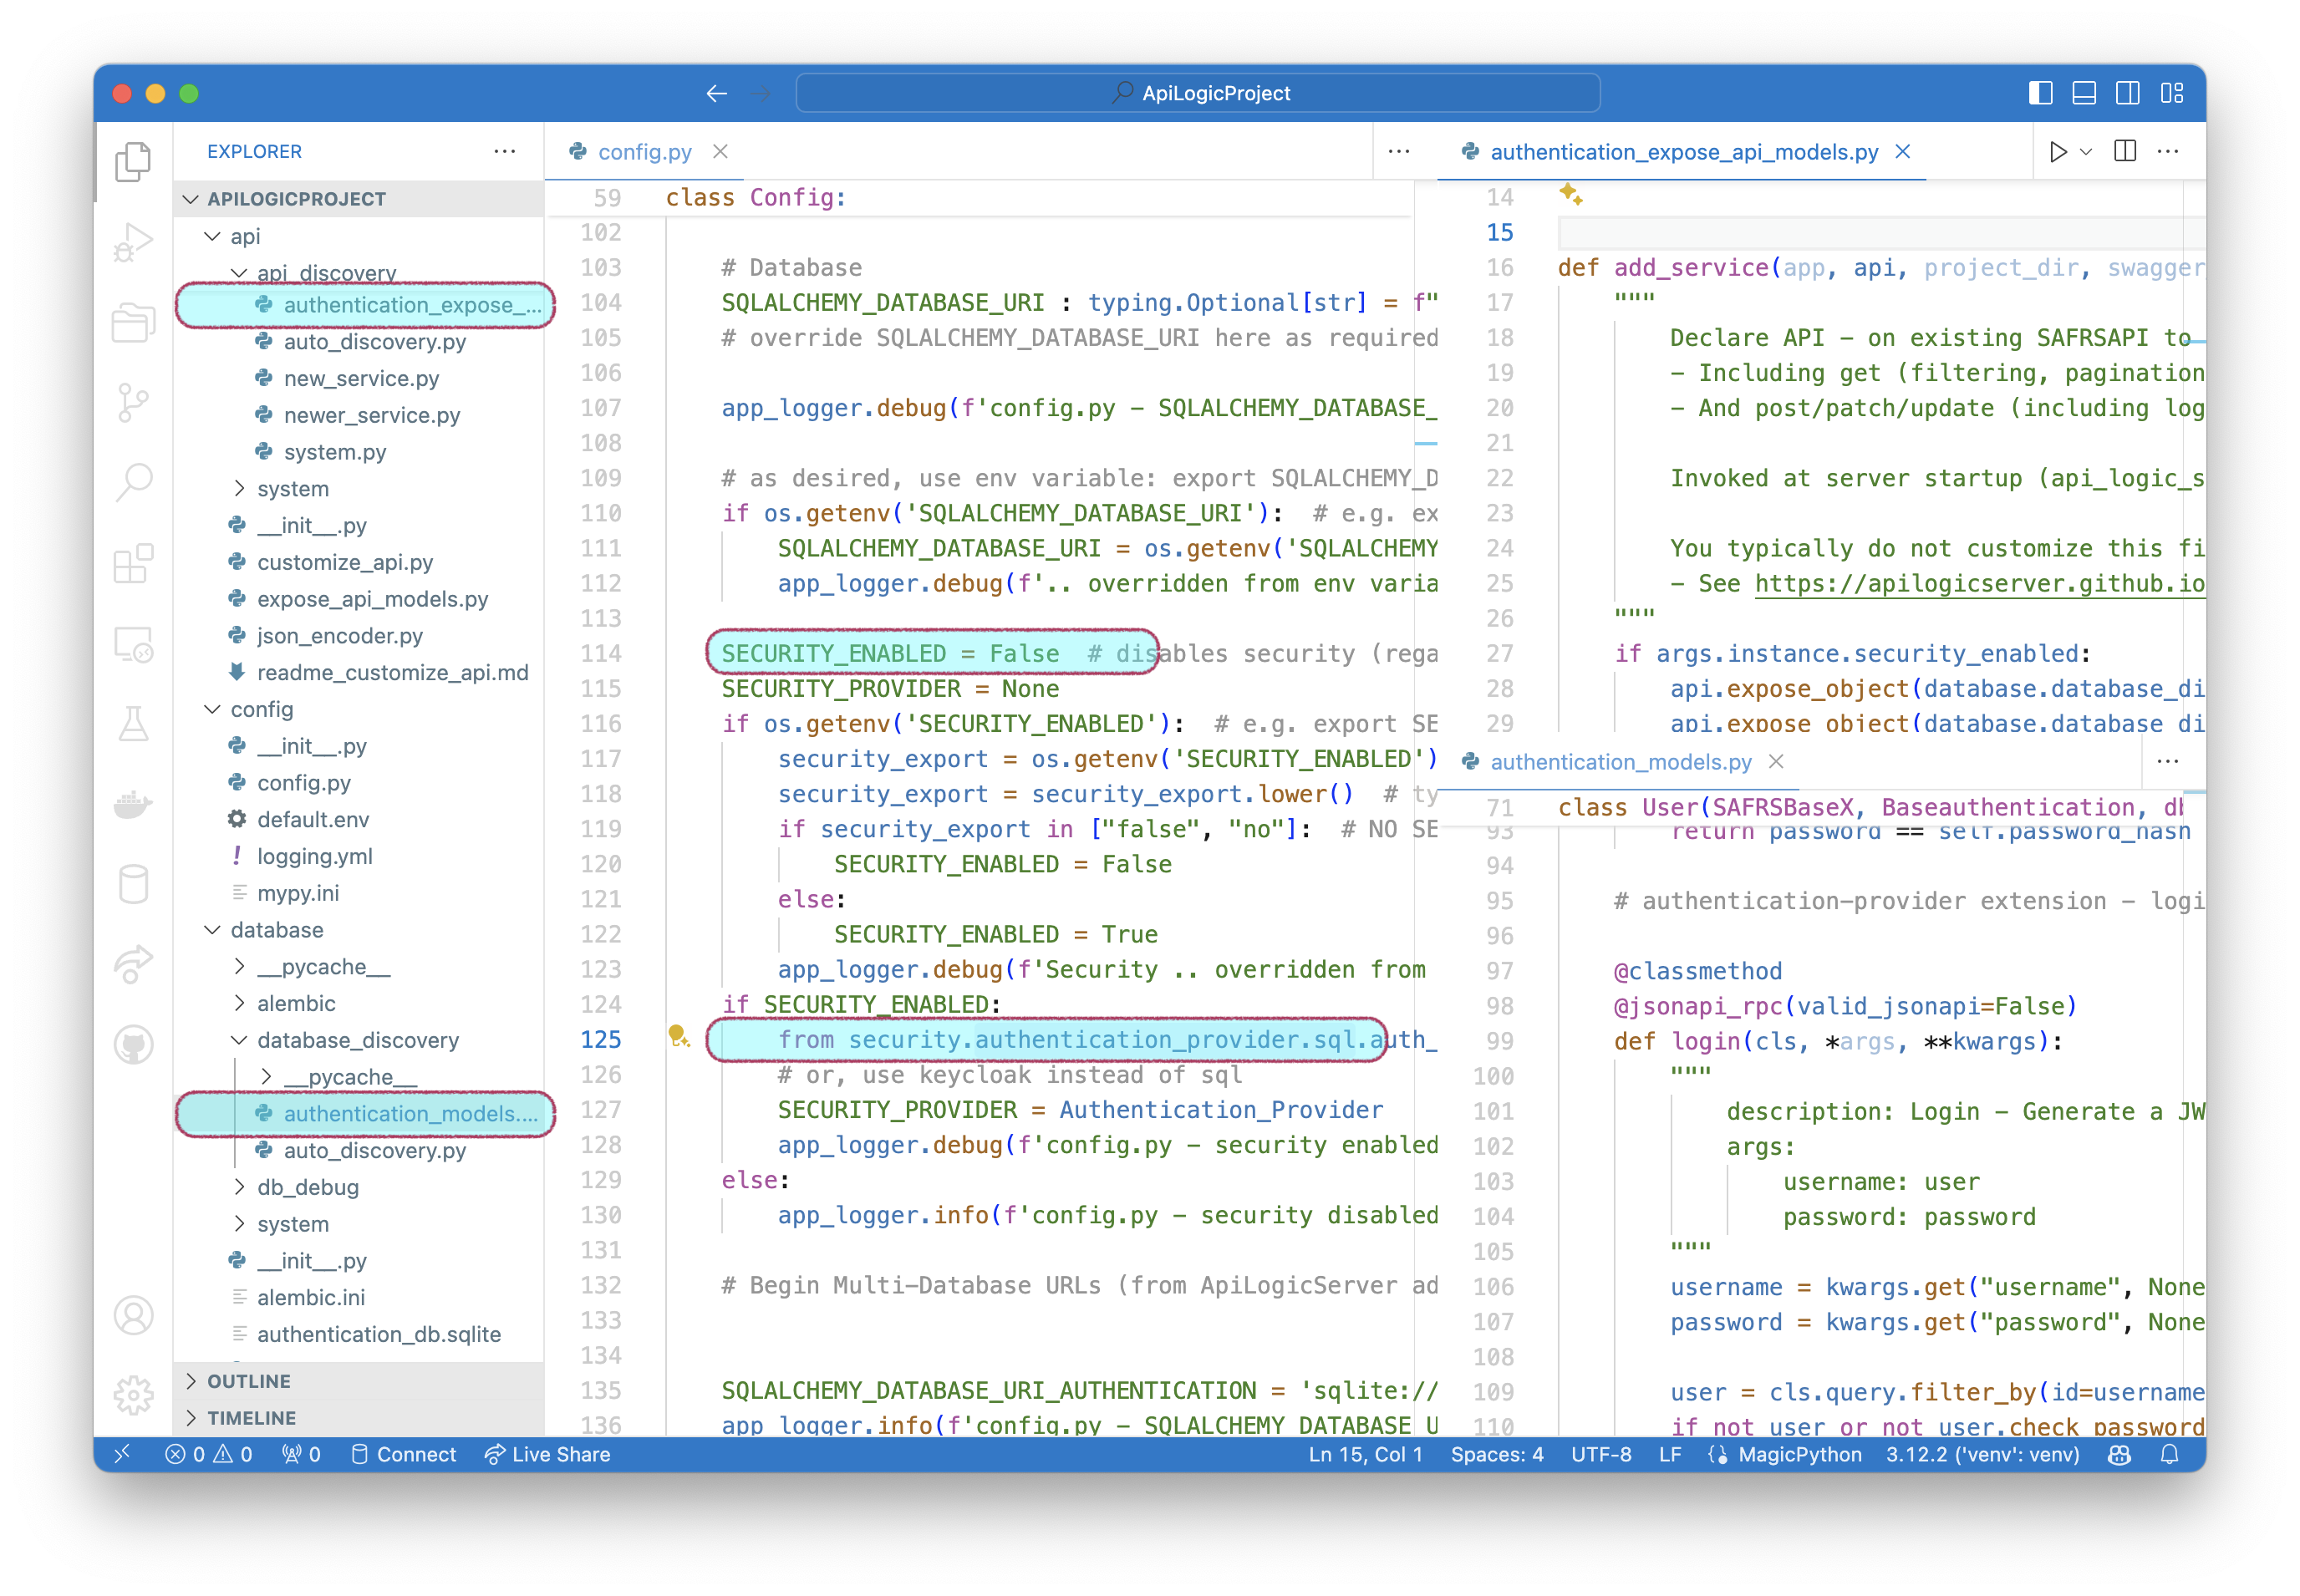 ApiLogicProject
EXPLORER
APILOGICPROJECT
api
api_discovery
authentication_expose_...
auto_discovery.py
new_service.py
newer_service.py
system.py
system
__init__.py
customize_api.py
expose_api_models.py
json_encoder.py
readme_customize_api.md
config
__init__.py
config.py
default.env
logging.yml
mypy.ini
database
__pycache__
alembic
database_discovery
__pycache__
authentication_models....
auto_discovery.py
db_debug
system
__init__.py
alembic.ini
authentication_db.sqlite
OUTLINE
TIMELINE
config.py
59 class Config:
102
103 # Database
104 SQLALCHEMY_DATABASE_URI : typing.Optional[str] = f"
105 # override SQLALCHEMY_DATABASE_URI here as required
106
107 app_logger.debug(f'config.py - SQLALCHEMY_DATABASE_
108
109 # as desired, use env variable: export SQLALCHEMY_D
110 if os.getenv('SQLALCHEMY_DATABASE_URI'):  # e.g. ex
111 SQLALCHEMY_DATABASE_URI = os.getenv('SQLALCHEMY
112 app_logger.debug(f'.. overridden from env varia
113
114 SECURITY_ENABLED = False  # disables security (rega
115 SECURITY_PROVIDER = None
116 if os.getenv('SECURITY_ENABLED'):  # e.g. export SE
117 security_export = os.getenv('SECURITY_ENABLED')
118 security_export = security_export.lower()  # ty
119 if security_export in ["false", "no"]:  # NO SE
120 SECURITY_ENABLED = False
121 else:
122 SECURITY_ENABLED = True
123 app_logger.debug(f'Security .. overridden from
124 if SECURITY_ENABLED:
125 from security.authentication_provider.sql.auth_
126 # or, use keycloak instead of sql
127 SECURITY_PROVIDER = Authentication_Provider
128 app_logger.debug(f'config.py - security enabled
129 else:
130 app_logger.info(f'config.py - security disabled
131
132 # Begin Multi-Database URLs (from ApiLogicServer ad
133
134
135 SQLALCHEMY_DATABASE_URI_AUTHENTICATION = 'sqlite://
136 app_logger.info(f'config.py - SQLALCHEMY_DATABASE_U
authentication_expose_api_models.py
14
15
16 def add_service(app, api, project_dir, swagger
17 """
18 Declare API - on existing SAFRSAPI to
19 - Including get (filtering, pagination
20 - And post/patch/update (including log
21
22 Invoked at server startup (api_logic_s
23
24 You typically do not customize this fi
25 - See https://apilogicserver.github.io
26 """
27 if args.instance.security_enabled:
28 api.expose_object(database.database_di
29 api.expose_object(database.database_di
authentication_models.py
71 class User(SAFRSBaseX, Baseauthentication, db
93 return password == self.password_hash
94
95 # authentication-provider extension - logi
96
97 @classmethod
98 @jsonapi_rpc(valid_jsonapi=False)
99 def login(cls, *args, **kwargs):
100 """
101 description: Login - Generate a JW
102 args:
103 username: user
104 password: password
105 """
106 username = kwargs.get("username", None
107 password = kwargs.get("password", None
108
109 user = cls.query.filter_by(id=username
110 if not user or not user.check_password
0 0 0 Connect Live Share Ln 15, Col 1 Spaces: 4 UTF-8 LF MagicPython 3.12.2 ('venv': venv)